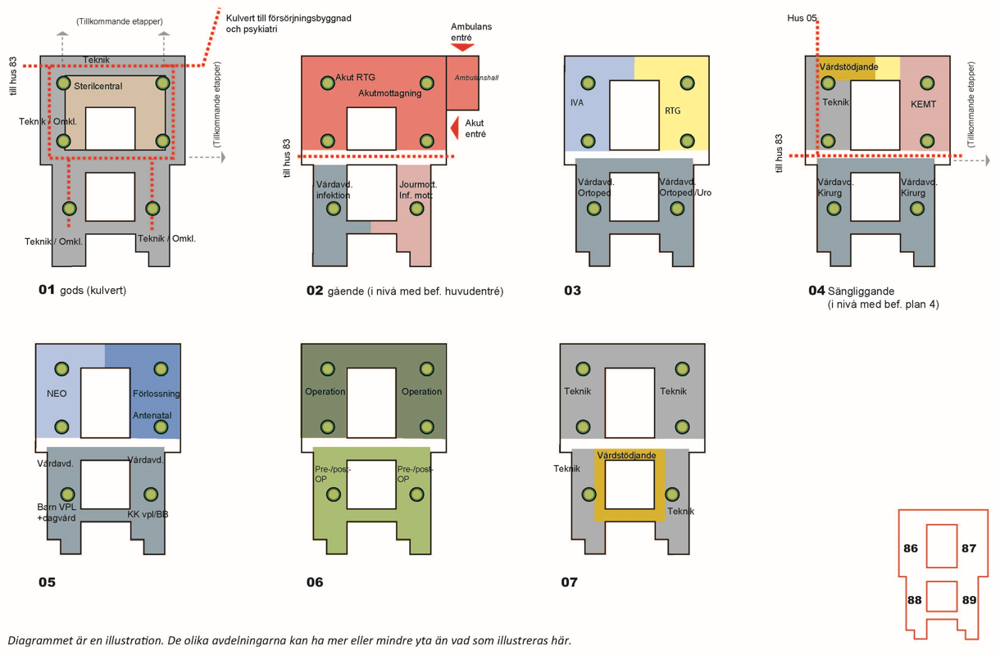 (Tillkommande etapper)
Kulvert till försörjningsbyggnad
och psykiatri
till hus 83
Teknik
Sterilcentral
Teknik / Omkl.
(Tillkommande etapper)
Teknik / Omkl.
Teknik / Omkl.
01 gods (kulvert)
Ambulans
entré
Akut RTG
Akutmottagning
Ambulanshall
Akut
entré
till hus 83
Vårdavd.
infektion
Jourmott.
Inf. mott
02 gående (i nivå med bef. huvudentré)
IVA
RTG
Vårdavd.
Ortoped
Vårdavd.
Ortoped./Uro
03
Hus 05
Vårdstödjande
Teknik
KEMT
(Tillkommande etapper)
till hus 83
Vårdavd.
Kirurg
Vårdavd.
Kirurg
04 Sängliggande
(i nivå med bef. plan 4)
NEO
Förlossning
Antenatal
Vårdavd.
Vårdavd.
Barn VPL
+dagvård
KK vpl/BB
05
Operation
Operation
Pre-/post-
OP
Pre-/post-
OP
06
Teknik
Teknik
Vårdstödjande
Teknik
Teknik
07
86
87
88
89
Diagrammet är en illustration. De olika avdelningarna kan ha mer eller mindre yta än vad som illustreras här.